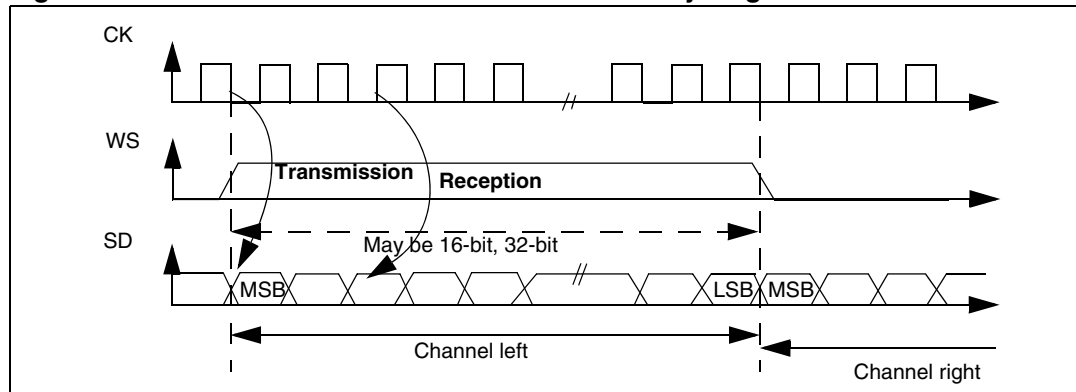 CK
WS
Transmission
Reception
May be 16-bit, 32-bit
SD
MSB
LSB
MSB
Channel left
Channel right